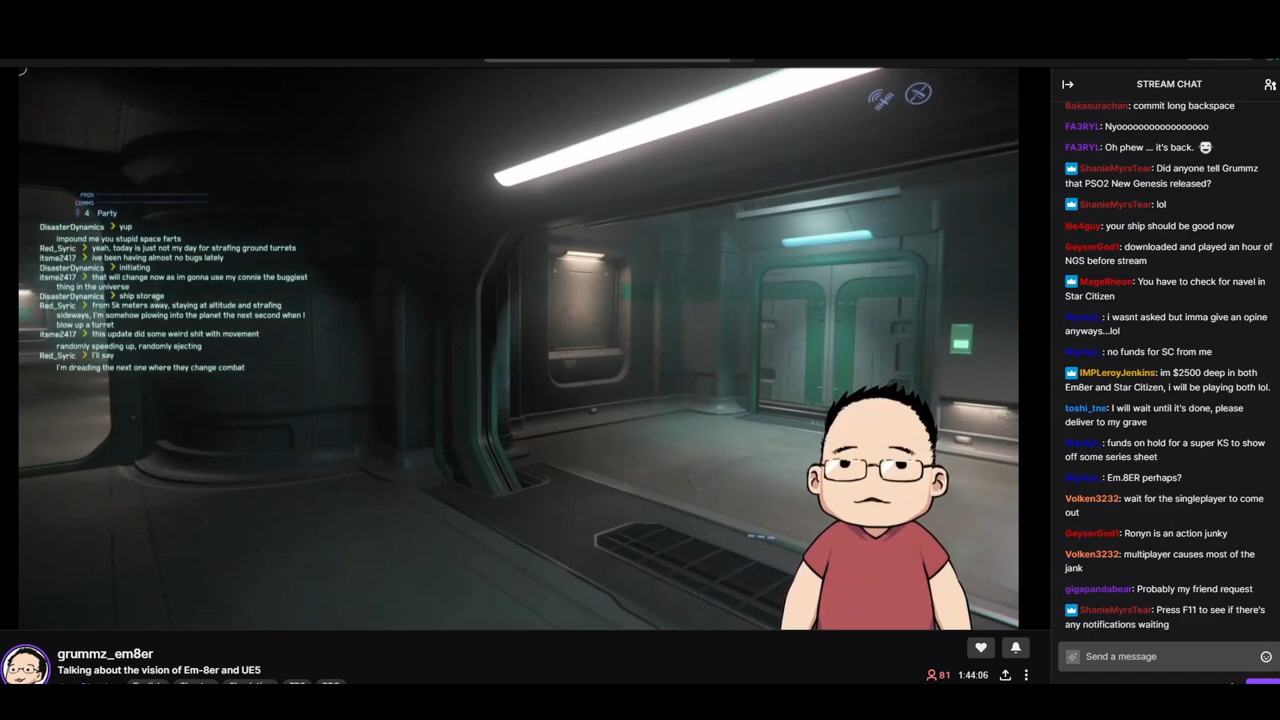 PROX
COMMS
4 Party
DisasterDynamics > yup
impound me you stupid space farts
Red_Syric > yeah, today is just not my day for strafing ground turrets
itsme2417 > ive been having almost no bugs lately
DisasterDynamics > initiating
itsme2417 > that will change now as im gonna use my connie the buggiest
thing in the universe
DisasterDynamics > ship storage
Red_Syric > from 5k meters away, staying at altitude and strafing
sideways, I'm somehow plowing into the planet the next second when I
blow up a turret
itsme2417 > this update did some weird shit with movement
randomly speeding up, randomly ejecting
Red_Syric > I'll say
I'm dreading the next one where they change combat
grummz_em8er
Talking about the vision of Em-8er and UE5
81 1:44:06
STREAM CHAT
Bakasurachan: commit long backspace
FA3RYL: Nyoooooooooooooooo
FA3RYL: Oh phew ... it's back.
ShanieMyrsTear: Did anyone tell Grummz
that PSO2 New Genesis released?
ShanieMyrsTear: lol
lile4guy: your ship should be good now
GeyserGod1: downloaded and played an hour of
NGS before stream
MageRheon: You have to check for navel in
Star Citizen
: i wasnt asked but imma give an opine
anyways...lol
: no funds for SC from me
IMPLeroyJenkins: im $2500 deep in both
Em8er and Star Citizen, i will be playing both lol.
toshi_tne: I will wait until it's done, please
deliver to my grave
: funds on hold for a super KS to show
off some series sheet
: Em.8ER perhaps?
Volken3232: wait for the singleplayer to come
out
GeyserGod1: Ronyn is an action junky
Volken3232: multiplayer causes most of the
jank
gigapandabear: Probably my friend request
ShanieMyrsTear: Press F11 to see if there's
any notifications waiting
Send a message